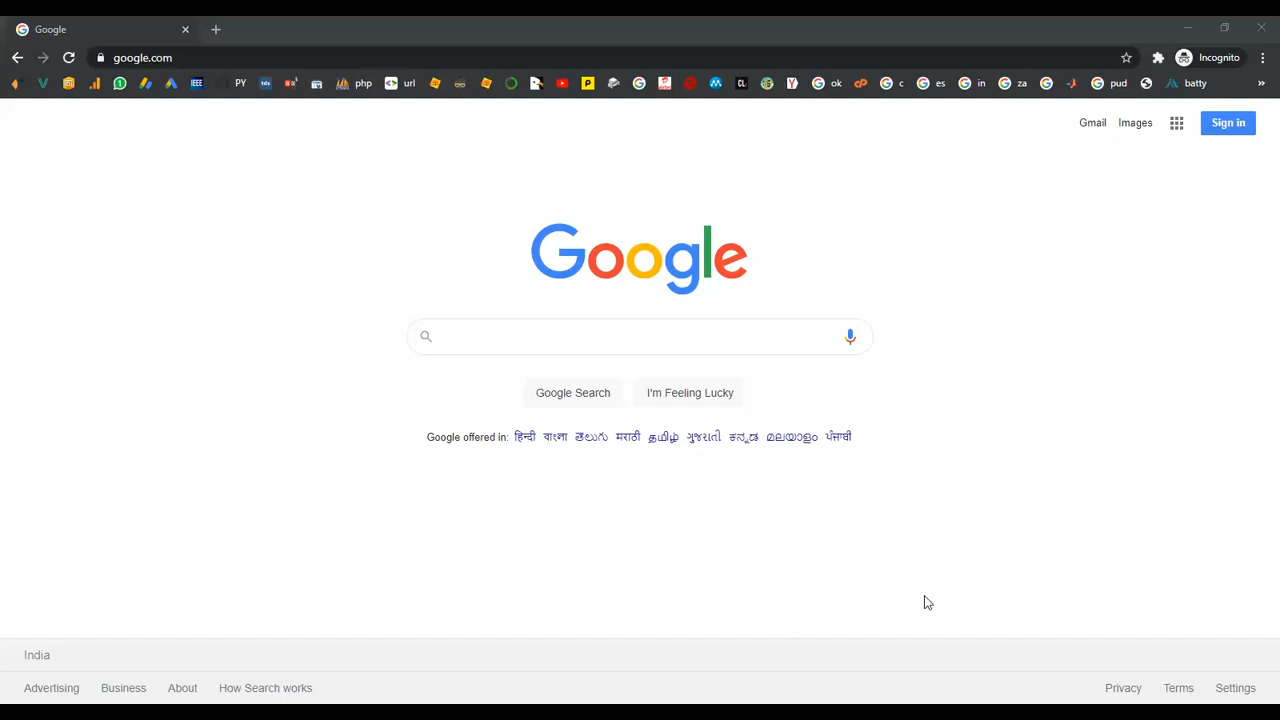 Google
google.com
Incognito
PY php url ok c es in za pud batty
Gmail Images Sign in
Google
Google Search I'm Feeling Lucky
Google offered in: हिन्दी বাংলা తెలుగు मराठी தமிழ் ગુજરાતી ಕನ್ನಡ മലയാളം ਪੰਜਾਬੀ
India
Advertising Business About How Search works Privacy Terms Settings